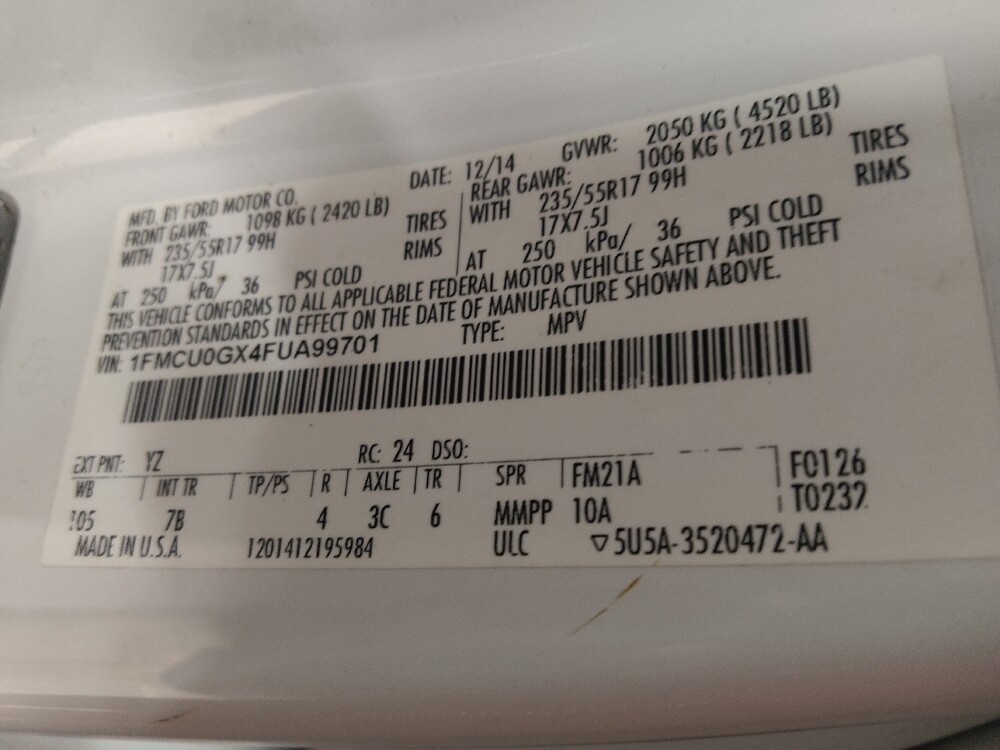 MFD. BY FORD MOTOR CO. DATE: 12/14 GVWR: 2050 KG ( 4520 LB)
FRONT GAWR: 1098 KG ( 2420 LB) REAR GAWR: 1006 KG ( 2218 LB)
WITH 235/55R17 99H TIRES WITH 235/55R17 99H TIRES
17X7.5J RIMS 17X7.5J RIMS
AT 250 kPa/ 36 PSI COLD AT 250 kPa/ 36 PSI COLD
THIS VEHICLE CONFORMS TO ALL APPLICABLE FEDERAL MOTOR VEHICLE SAFETY AND THEFT
PREVENTION STANDARDS IN EFFECT ON THE DATE OF MANUFACTURE SHOWN ABOVE.
VIN: 1FMCU0GX4FUA99701 TYPE: MPV
EXT PNT: YZ RC: 24 DSO:
WB INT TR TP/PS R AXLE TR SPR FM21A F0126
105 7B 4 3C 6 MMPP 10A T0232
MADE IN U.S.A. 1201412195984 ULC ▽5U5A-3520472-AA